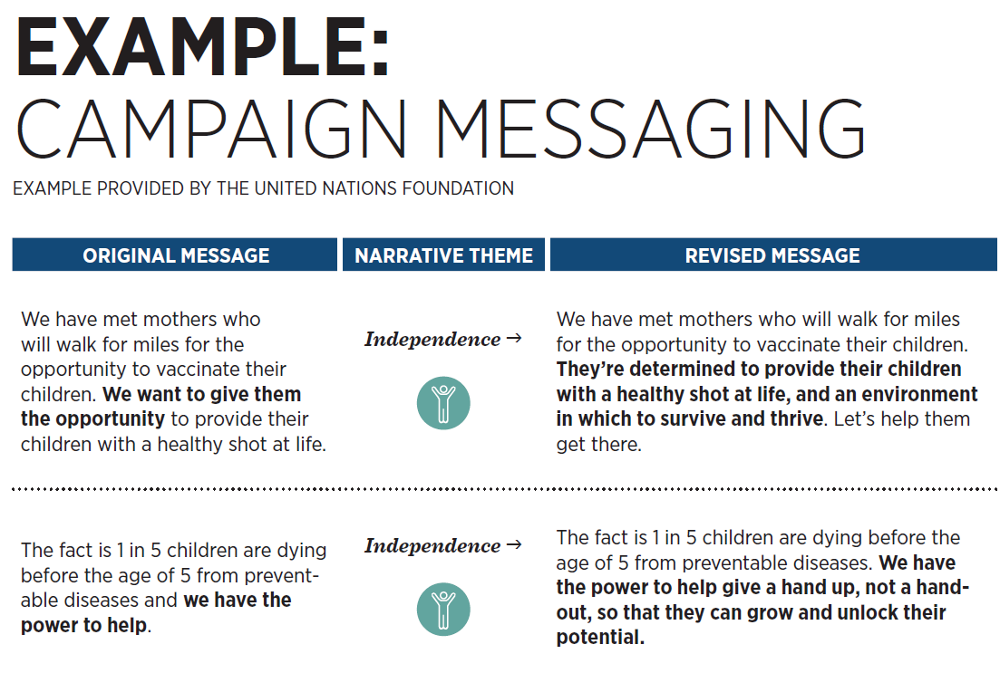 EXAMPLE:
CAMPAIGN MESSAGING
EXAMPLE PROVIDED BY THE UNITED NATIONS FOUNDATION
ORIGINAL MESSAGE
NARRATIVE THEME
REVISED MESSAGE
We have met mothers who
will walk for miles for the
opportunity to vaccinate their
children. We want to give them
the opportunity to provide their
children with a healthy shot at life.
Independence →
We have met mothers who will walk for miles
for the opportunity to vaccinate their children.
They’re determined to provide their children
with a healthy shot at life, and an environment
in which to survive and thrive. Let’s help them
get there.
The fact is 1 in 5 children are dying
before the age of 5 from prevent-
able diseases and we have the
power to help.
Independence →
The fact is 1 in 5 children are dying before the
age of 5 from preventable diseases. We have
the power to help give a hand up, not a hand-
out, so that they can grow and unlock their
potential.